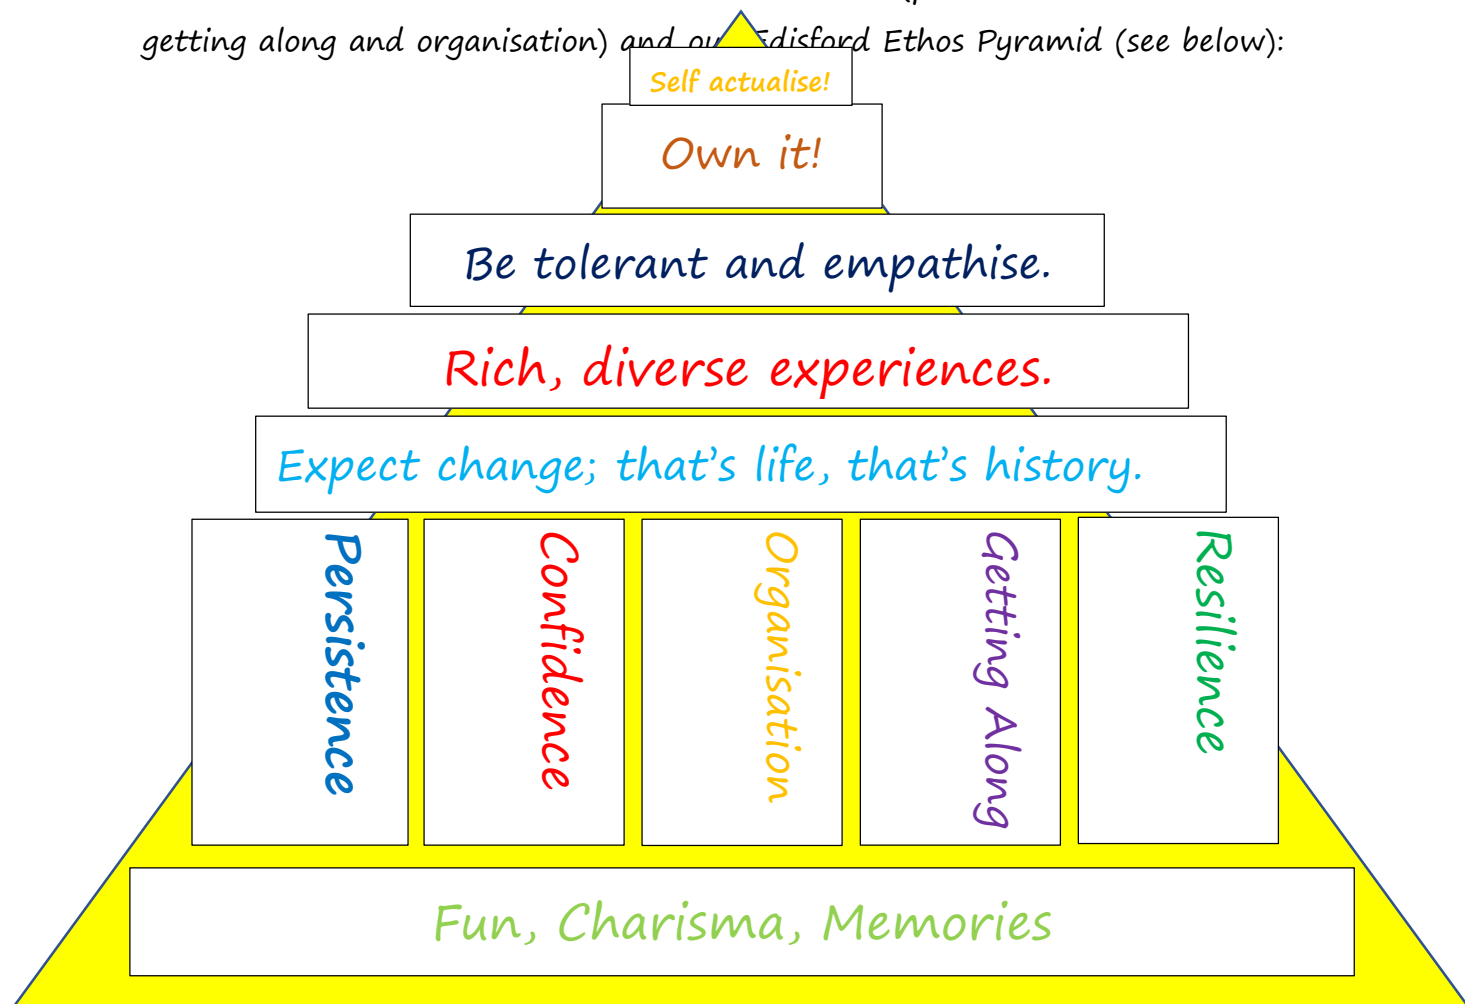 getting along and organisation) and our Edisford Ethos Pyramid (see below):
Self actualise!
Own it!
Be tolerant and empathise.
Rich, diverse experiences.
Expect change; that's life, that's history.
Persistence
Confidence
Organisation
Getting Along
Resilience
Fun, Charisma, Memories